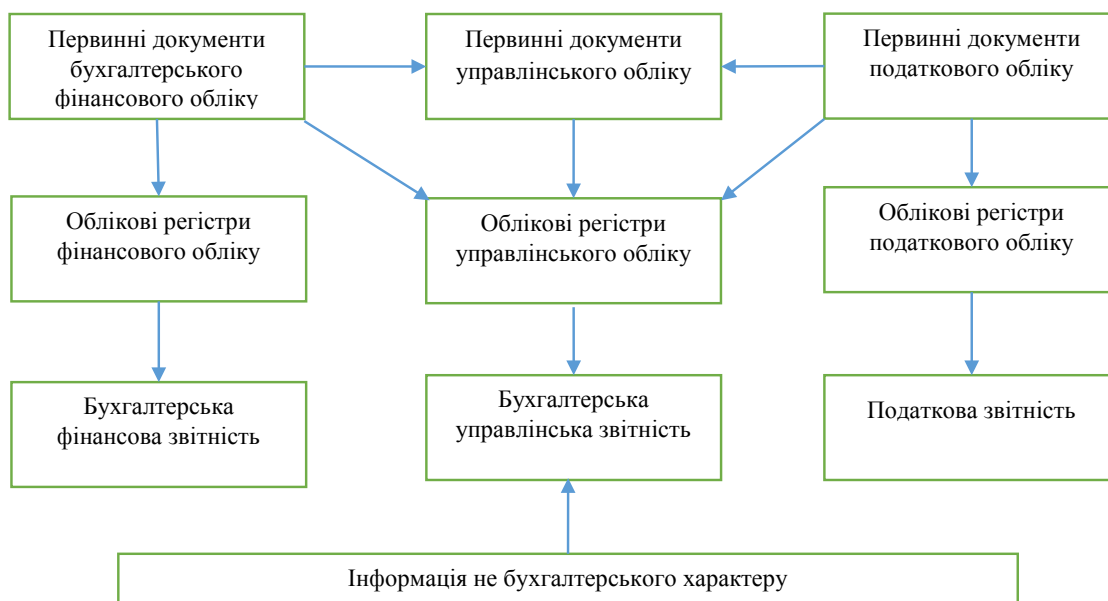 Первинні документи
бухгалтерського
фінансового обліку
Первинні документи
управлінського обліку
Первинні документи
податкового обліку
Облікові регістри
фінансового обліку
Облікові регістри
управлінського обліку
Облікові регістри
податкового обліку
Бухгалтерська
фінансова звітність
Бухгалтерська
управлінська звітність
Податкова звітність
Інформація не бухгалтерського характеру